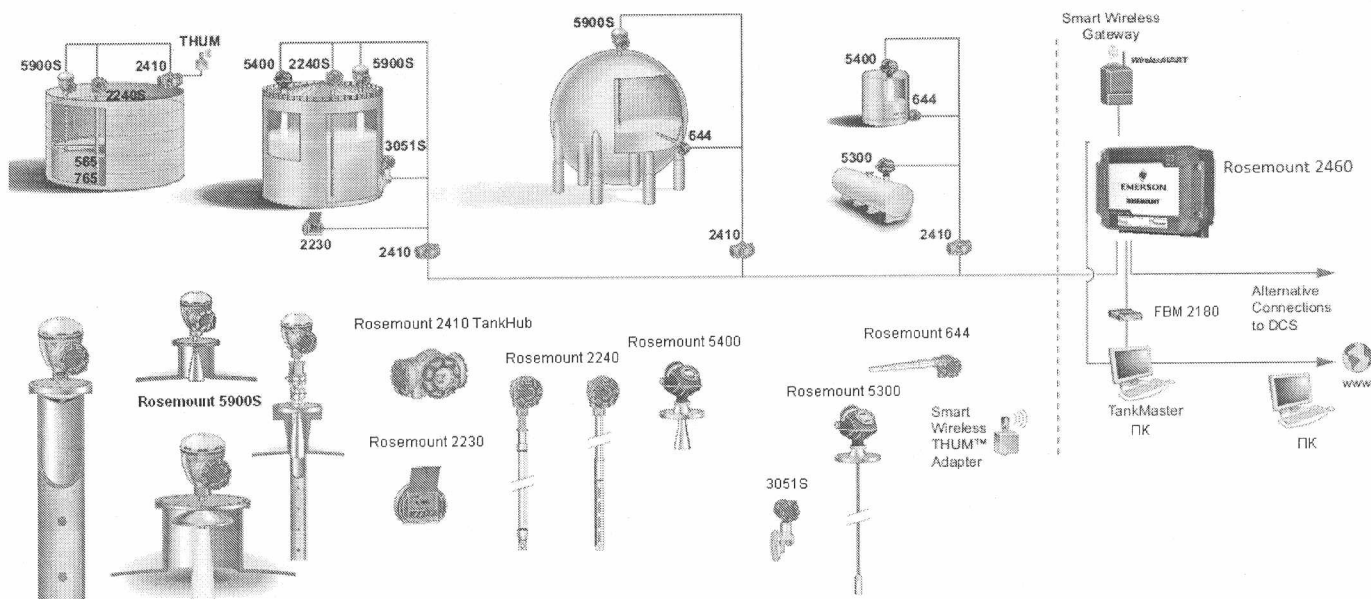 THUM
5900S
2410
2240S
565
765
5400
2240S
5900S
3051S
2230
2410
5900S
644
2410
5400
644
5300
2410
Smart Wireless
Gateway
WirelessHART
Rosemount 2460
EMERSON
ROSEMOUNT
FBM 2180
Alternative
Connections
to DCS
www
TankMaster
ПК
ПК
Rosemount 5900S
Rosemount 2410 TankHub
Rosemount 2230
Rosemount 2240
Rosemount 5400
Rosemount 644
Rosemount 5300
Smart
Wireless
THUM™
Adapter
3051S